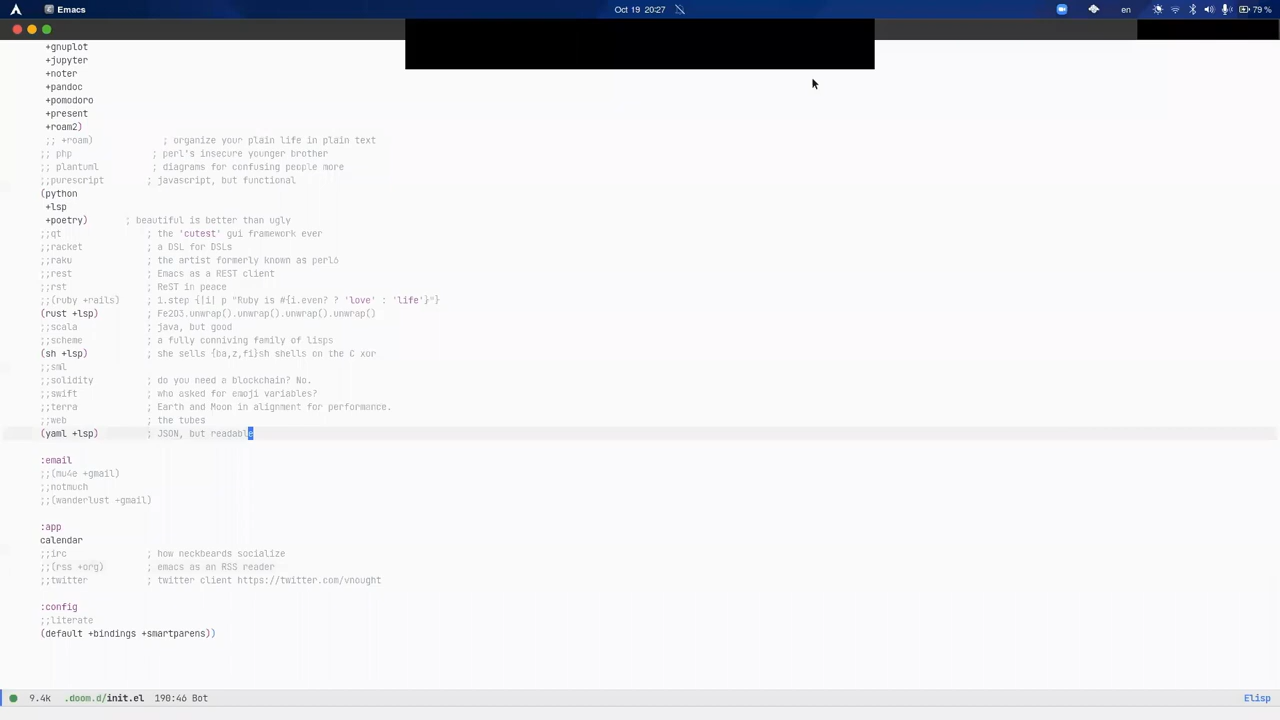 Emacs
Oct 19 20:27
en
79 %
+gnuplot
+jupyter
+noter
+pandoc
+pomodoro
+present
+roam2)
;; +roam) ; organize your plain life in plain text
;; php ; perl's insecure younger brother
;; plantuml ; diagrams for confusing people more
;;purescript ; javascript, but functional
(python
+lsp
+poetry) ; beautiful is better than ugly
;;qt ; the 'cutest' gui framework ever
;;racket ; a DSL for DSLs
;;raku ; the artist formerly known as perl6
;;rest ; Emacs as a REST client
;;rst ; ReST in peace
;;(ruby +rails) ; 1.step {|i| p "Ruby is #{i.even? ? 'love' : 'life'}"}
(rust +lsp) ; Fe2O3.unwrap().unwrap().unwrap().unwrap()
;;scala ; java, but good
;;scheme ; a fully conniving family of lisps
(sh +lsp) ; she sells {ba,z,fi}sh shells on the C xor
;;sml
;;solidity ; do you need a blockchain? No.
;;swift ; who asked for emoji variables?
;;terra ; Earth and Moon in alignment for performance.
;;web ; the tubes
(yaml +lsp) ; JSON, but readable
:email
;;(mu4e +gmail)
;;notmuch
;;(wanderlust +gmail)
:app
calendar
;;irc ; how neckbeards socialize
;;(rss +org) ; emacs as an RSS reader
;;twitter ; twitter client https://twitter.com/vnought
:config
;;literate
(default +bindings +smartparens))
9.4k .doom.d/init.el 190:46 Bot
Elisp